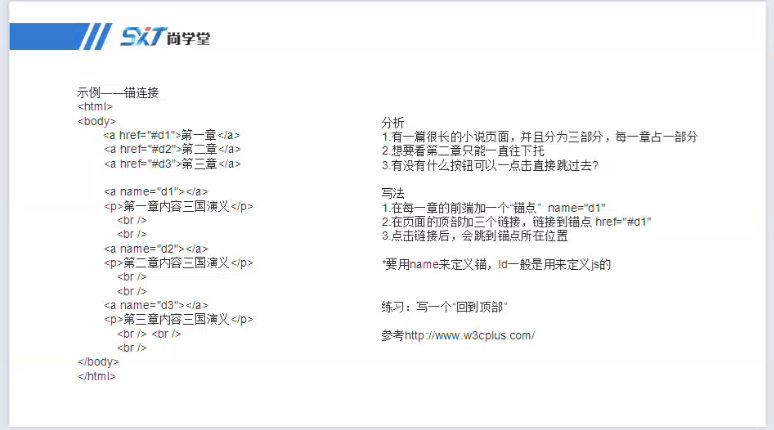 SXT尚学堂
示例——锚连接
<html>
<body>
<a href="#d1">第一章</a>
<a href="#d2">第二章</a>
<a href="#d3">第三章</a>
<a name="d1"></a>
<p>第一章内容三国演义</p>
<br />
<br />
<a name="d2"></a>
<p>第二章内容三国演义</p>
<br />
<br />
<a name="d3"></a>
<p>第三章内容三国演义</p>
<br /> <br />
<br />
</body>
</html>
分析
1.有一篇很长的小说页面，并且分为三部分，每一章占一部分
2.想要看第二章只能一直往下托
3.有没有什么按钮可以一点击直接跳过去?
写法
1.在每一章的前端加一个“锚点” name="d1"
2.在页面的顶部加三个链接，链接到锚点 href="#d1"
3.点击链接后，会跳到锚点所在位置
*要用name来定义锚，Id一般是用来定义js的
练习：写一个“回到顶部”
参考http://www.w3cplus.com/